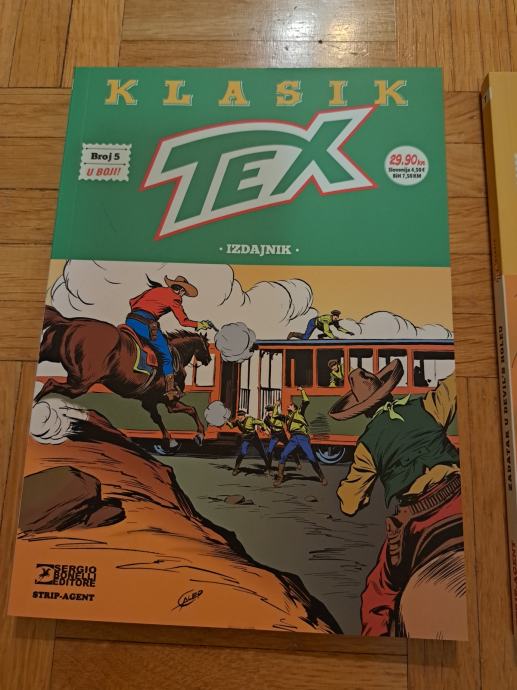 KLASIK
TEX
Broj 5
U BOJI!
29.90 kn
Slovenija 4,50 €
BiH 7,50 KM
· IZDAJNIK ·
SERGIO
BONELLI
EDITORE
STRIP-AGENT
GALEP
ZADATAK U DEVIL'S HOLEU